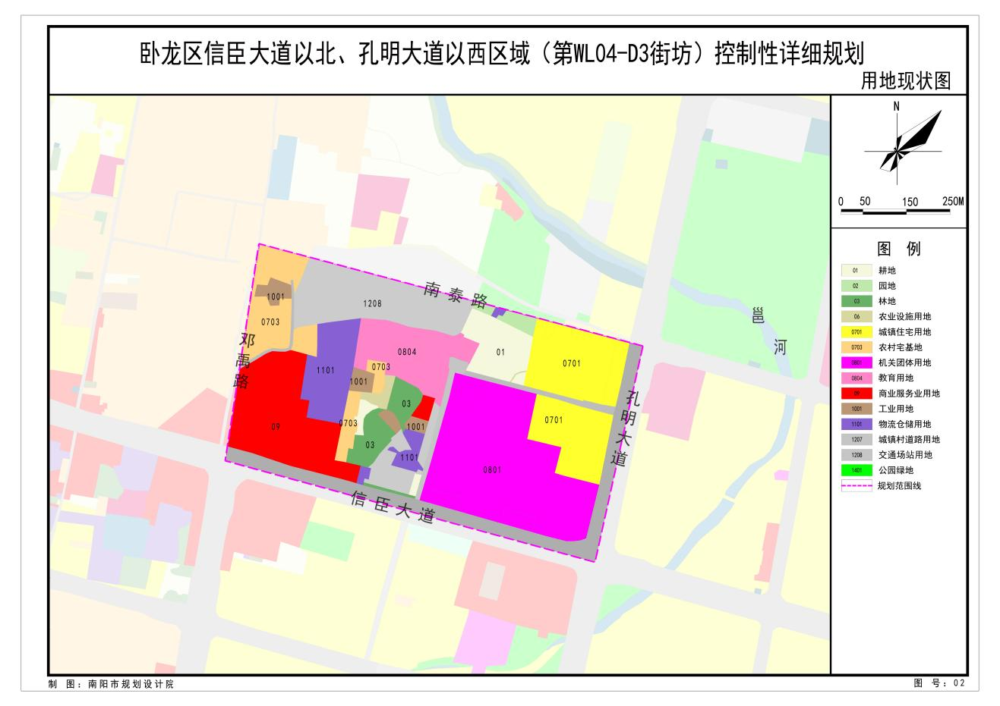 卧龙区信臣大道以北、孔明大道以西区域（第WL04-D3街坊）控制性详细规划
用地现状图
N
0 50 150 250M
图 例
01 耕地
02 园地
03 林地
06 农业设施用地
0701 城镇住宅用地
0703 农村宅基地
0801 机关团体用地
0804 教育用地
09 商业服务业用地
1001 工业用地
1101 物流仓储用地
1207 城镇村道路用地
1208 交通场站用地
1401 公园绿地
规划范围线
南泰路
邓禹路
信臣大道
孔明大道
邕河
1001
1208
0703
0804
01
0701
1101
0703
1001
03
0701
0703
09
1001
03
1101
0801
制 图：南阳市规划设计院
图 号：02